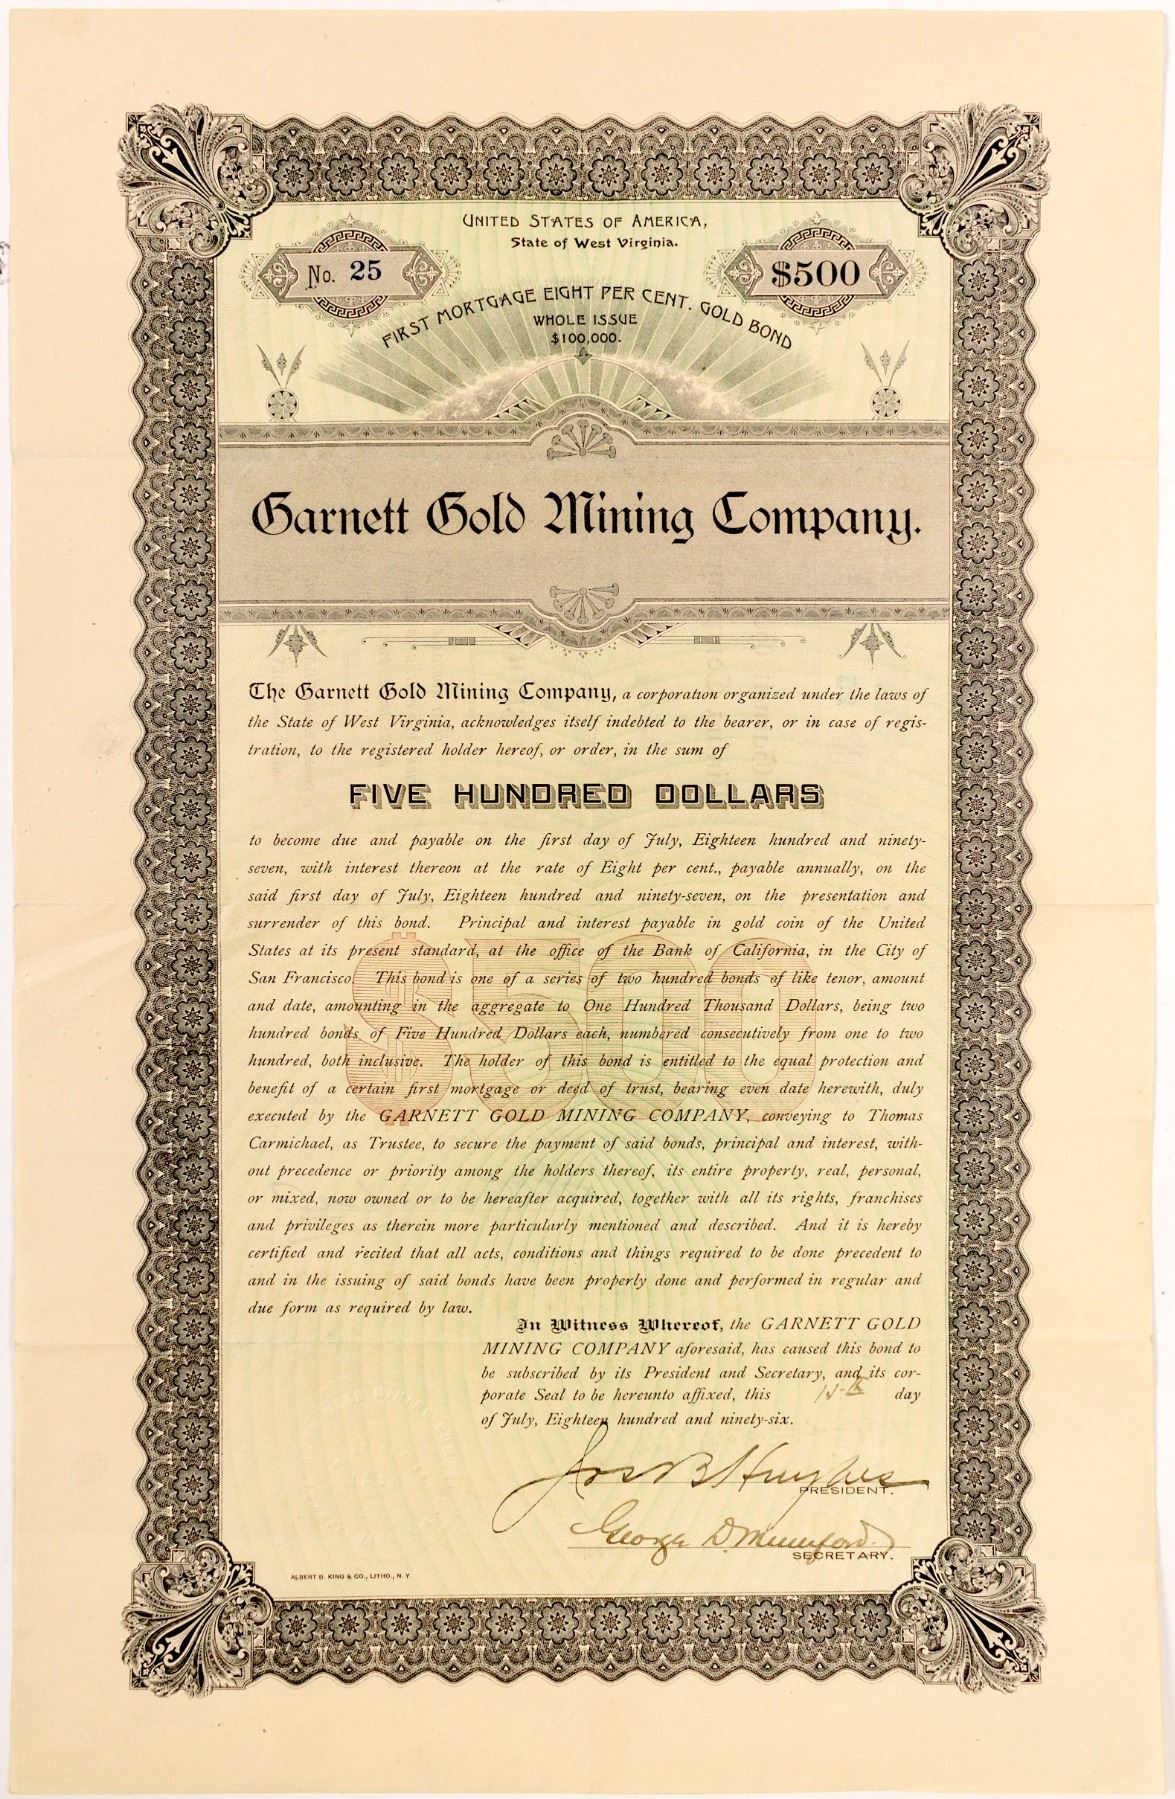 UNITED STATES OF AMERICA,
State of West Virginia.
No. 25
$500
FIRST MORTGAGE EIGHT PER CENT. GOLD BOND
WHOLE ISSUE
$100,000.
Garnett Gold Mining Company.
The Garnett Gold Mining Company, a corporation organized under the laws of
the State of West Virginia, acknowledges itself indebted to the bearer, or in case of regis-
tration, to the registered holder hereof, or order, in the sum of
FIVE HUNDRED DOLLARS
to become due and payable on the first day of July, Eighteen hundred and ninety-
seven, with interest thereon at the rate of Eight per cent., payable annually, on the
said first day of July, Eighteen hundred and ninety-seven, on the presentation and
surrender of this bond. Principal and interest payable in gold coin of the United
States at its present standard, at the office of the Bank of California, in the City of
San Francisco. This bond is one of a series of two hundred bonds of like tenor, amount
and date, amounting in the aggregate to One Hundred Thousand Dollars, being two
hundred bonds of Five Hundred Dollars each, numbered consecutively from one to two
hundred, both inclusive. The holder of this bond is entitled to the equal protection and
benefit of a certain first mortgage or deed of trust, bearing even date herewith, duly
executed by the GARNETT GOLD MINING COMPANY, conveying to Thomas
Carmichael, as Trustee, to secure the payment of said bonds, principal and interest, with-
out precedence or priority among the holders thereof, its entire property, real, personal,
or mixed, now owned or to be hereafter acquired, together with all its rights, franchises
and privileges as therein more particularly mentioned and described. And it is hereby
certified and recited that all acts, conditions and things required to be done precedent to
and in the issuing of said bonds have been properly done and performed in regular and
due form as required by law.
$500
In Witness Whereof, the GARNETT GOLD
MINING COMPANY aforesaid, has caused this bond to
be subscribed by its President and Secretary, and its cor-
porate Seal to be hereunto affixed, this day
of July, Eighteen hundred and ninety-six.
Jos B Hughes
PRESIDENT.
George D. Mumford
SECRETARY.
ALBERT B. KING & CO., LITHO., N. Y.